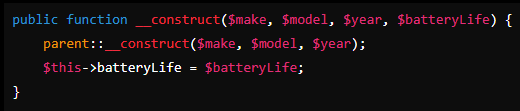 public function __construct($make, $model, $year, $batteryLife) {
    parent::__construct($make, $model, $year);
    $this->batteryLife = $batteryLife;
}